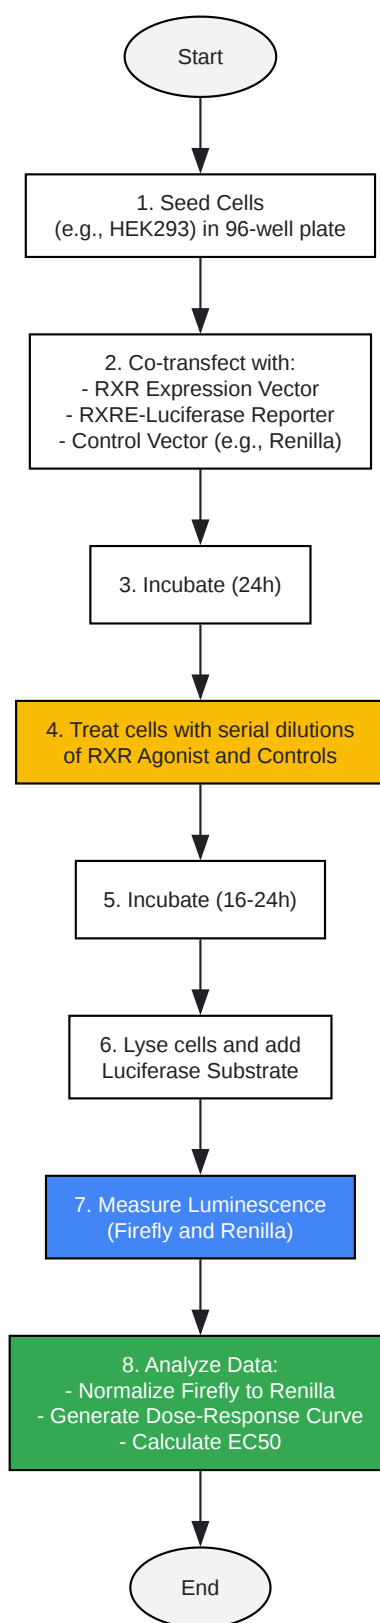 Start
1. Seed Cells
(e.g., HEK293) in 96-well plate
2. Co-transfect with:
- RXR Expression Vector
- RXRE-Luciferase Reporter
- Control Vector (e.g., Renilla)
3. Incubate (24h)
4. Treat cells with serial dilutions
of RXR Agonist and Controls
5. Incubate (16-24h)
6. Lyse cells and add
Luciferase Substrate
7. Measure Luminescence
(Firefly and Renilla)
8. Analyze Data:
- Normalize Firefly to Renilla
- Generate Dose-Response Curve
- Calculate EC50
End